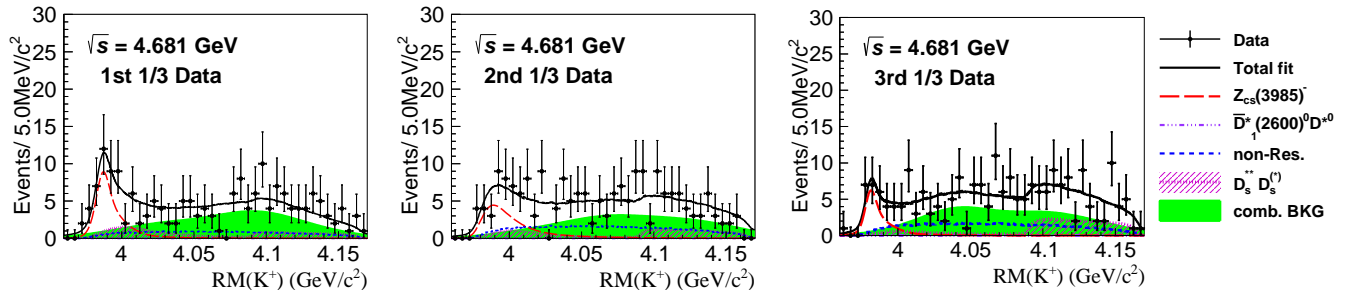 Events/ 5.0MeV/c²
30
25
20
15
10
5
0
√s = 4.681 GeV
1st 1/3 Data
4
4.05
4.1
4.15
RM(K⁺) (GeV/c²)
Events/ 5.0MeV/c²
30
25
20
15
10
5
0
√s = 4.681 GeV
2nd 1/3 Data
4
4.05
4.1
4.15
RM(K⁺) (GeV/c²)
Events/ 5.0MeV/c²
30
25
20
15
10
5
0
√s = 4.681 GeV
3rd 1/3 Data
4
4.05
4.1
4.15
RM(K⁺) (GeV/c²)
Data
Total fit
Z_cs(3985)⁻
D̅*₁(2600)⁰D*⁰
non-Res.
D_s** D_s^(*)
comb. BKG